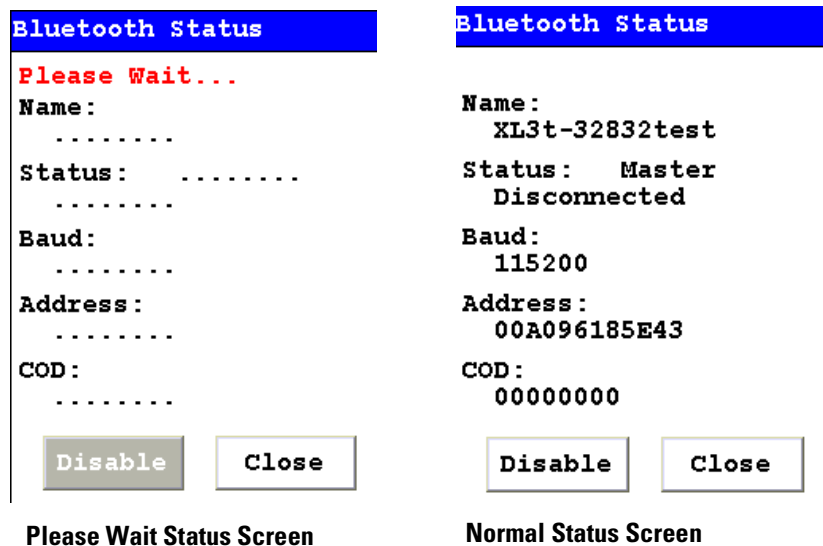 Bluetooth Status
Please Wait...
Name:
........
Status: ........
........
Baud:
........
Address:
........
COD:
........
Disable Close
Please Wait Status Screen
Bluetooth Status
Name:
XL3t-32832test
Status: Master
Disconnected
Baud:
115200
Address:
00A096185E43
COD:
00000000
Disable Close
Normal Status Screen